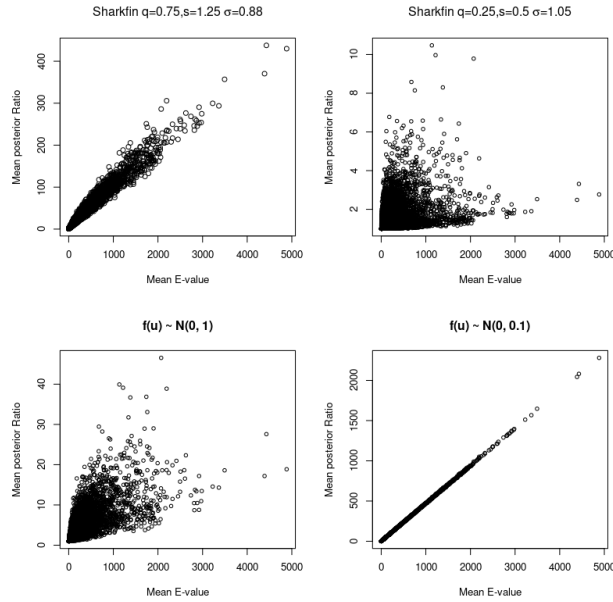 Sharkfin q=0.75,s=1.25 σ=0.88
Mean posterior Ratio
400
300
200
100
0
0 1000 2000 3000 4000 5000
Mean E-value
Sharkfin q=0.25,s=0.5 σ=1.05
Mean posterior Ratio
10
8
6
4
2
0 1000 2000 3000 4000 5000
Mean E-value
f(u) ~ N(0, 1)
Mean posterior Ratio
40
30
20
10
0
0 1000 2000 3000 4000 5000
Mean E-value
f(u) ~ N(0, 0.1)
Mean posterior Ratio
2000
1500
1000
500
0
0 1000 2000 3000 4000 5000
Mean E-value